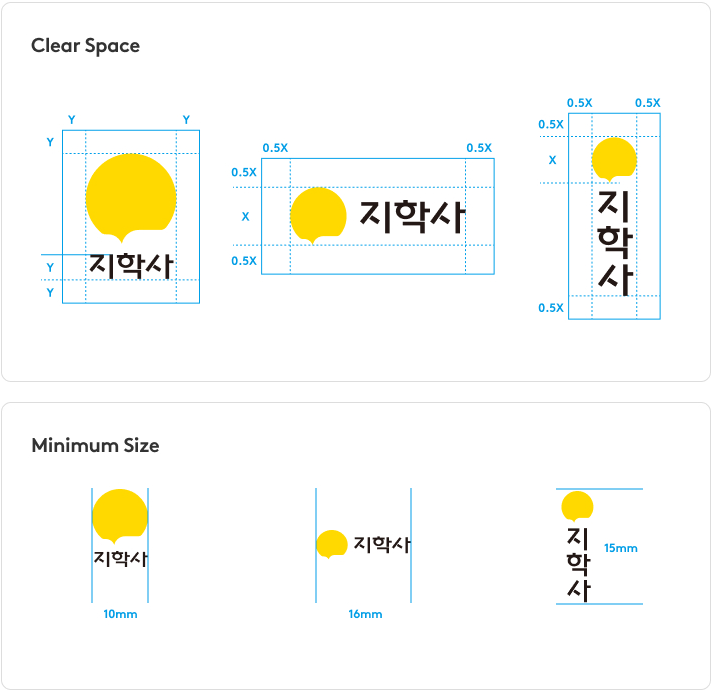 Clear Space
Y Y
Y
지학사
Y
Y
0.5X 0.5X
0.5X
X
지학사
0.5X
0.5X 0.5X
0.5X
X
지
학
사
0.5X
Minimum Size
지학사
10mm
지학사
16mm
지
학
사
15mm